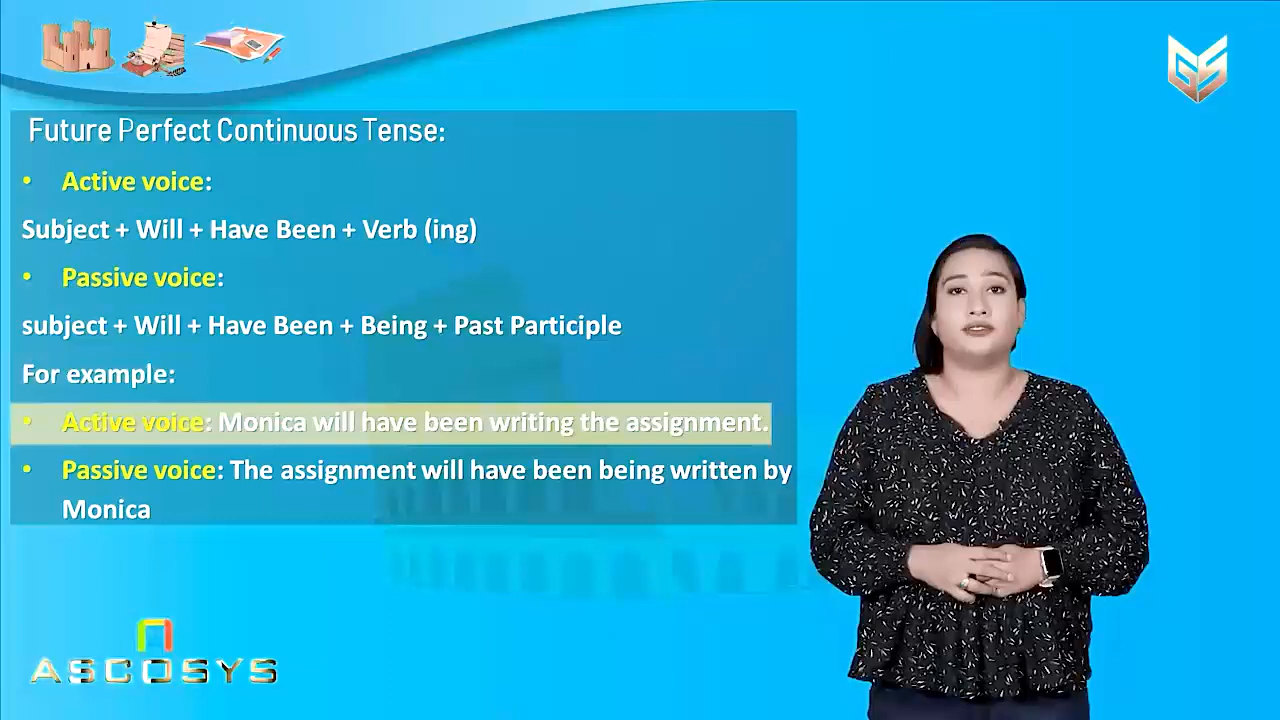 Future Perfect Continuous Tense:
• Active voice:
Subject + Will + Have Been + Verb (ing)
• Passive voice:
subject + Will + Have Been + Being + Past Participle
For example:
• Active voice: Monica will have been writing the assignment.
• Passive voice: The assignment will have been being written by
Monica
GS
ASCOSYS